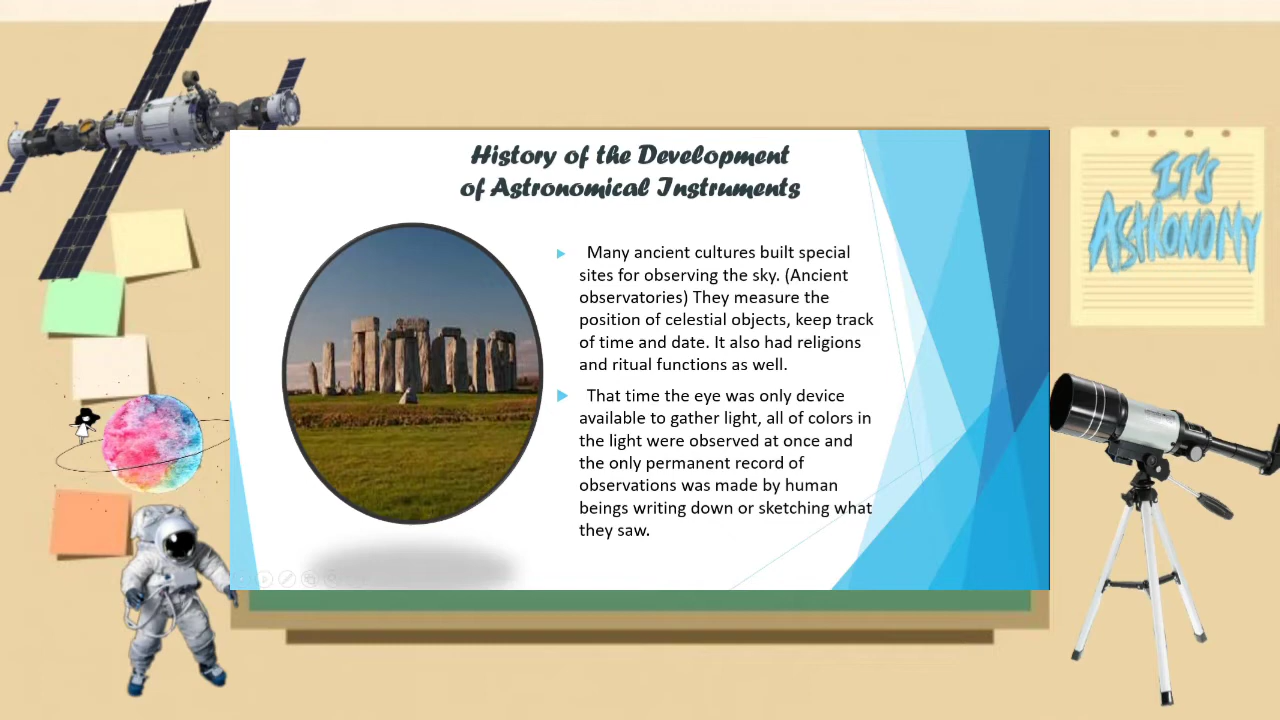 History of the Development
of Astronomical Instruments
Many ancient cultures built special
sites for observing the sky. (Ancient
observatories) They measure the
position of celestial objects, keep track
of time and date. It also had religions
and ritual functions as well.
That time the eye was only device
available to gather light, all of colors in
the light were observed at once and
the only permanent record of
observations was made by human
beings writing down or sketching what
they saw.
IT'S
ASTRONOMY